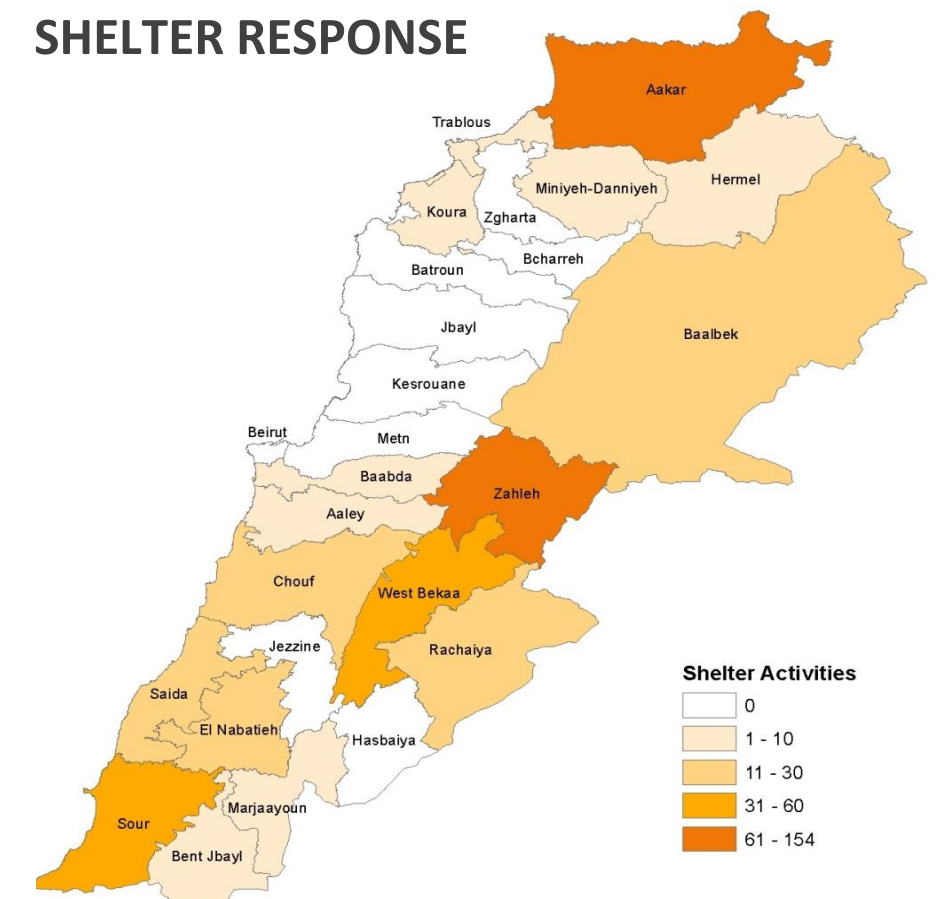 SHELTER RESPONSE
Aakar
Trablous
Hermel
Miniyeh-Danniyeh
Koura
Zgharta
Bcharreh
Batroun
Jbayl
Baalbek
Kesrouane
Beirut
Metn
Baabda
Zahleh
Aaley
Chouf
West Bekaa
Jezzine
Rachaiya
Saida
El Nabatieh
Hasbaiya
Marjaayoun
Sour
Bent Jbayl
Shelter Activities
0
1 - 10
11 - 30
31 - 60
61 - 154